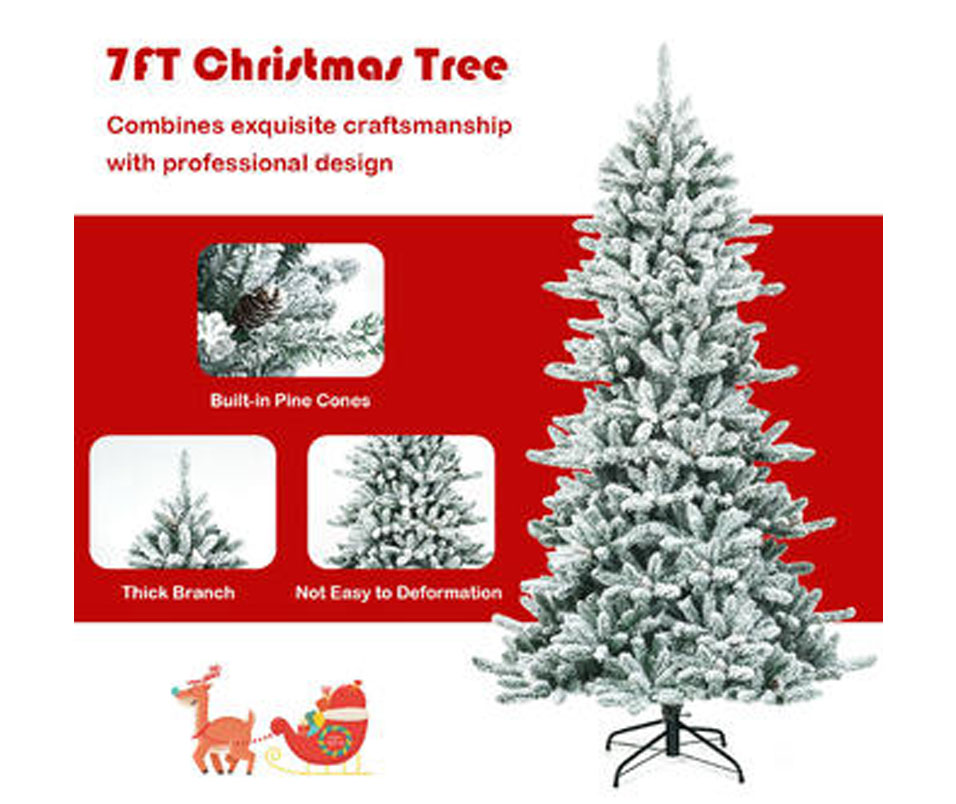 7FT Christmas Tree
Combines exquisite craftsmanship
with professional design
Built-in Pine Cones
Thick Branch
Not Easy to Deformation